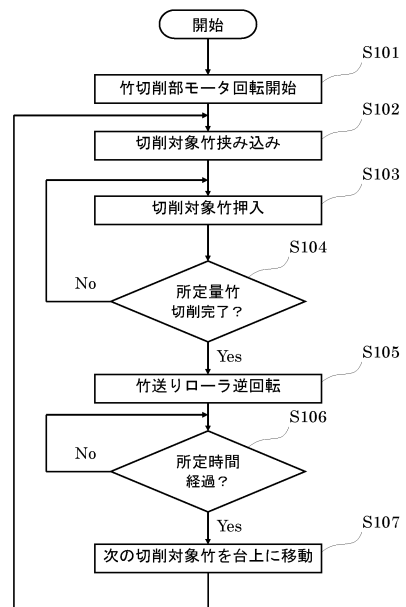 開始
S101
竹切削部モータ回転開始
S102
切削対象竹挟み込み
S103
切削対象竹押入
S104
No
所定量竹
切削完了？
Yes
S105
竹送りローラ逆回転
S106
No
所定時間
経過？
Yes
S107
次の切削対象竹を台上に移動